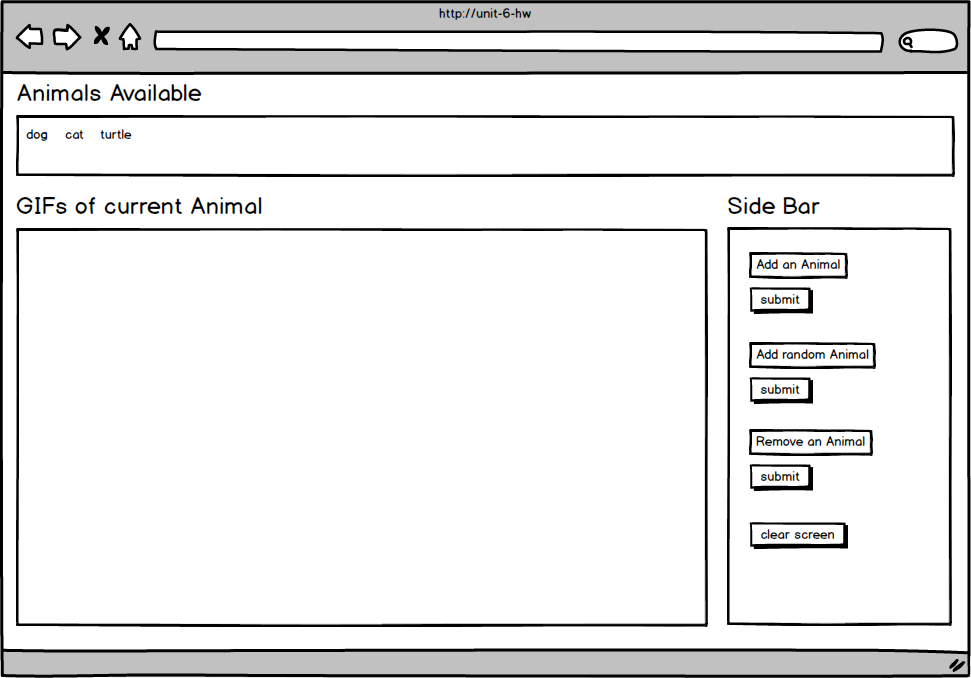 http://unit-6-hw
Animals Available
dog cat turtle
GIFs of current Animal
Side Bar
Add an Animal
submit
Add random Animal
submit
Remove an Animal
submit
clear screen